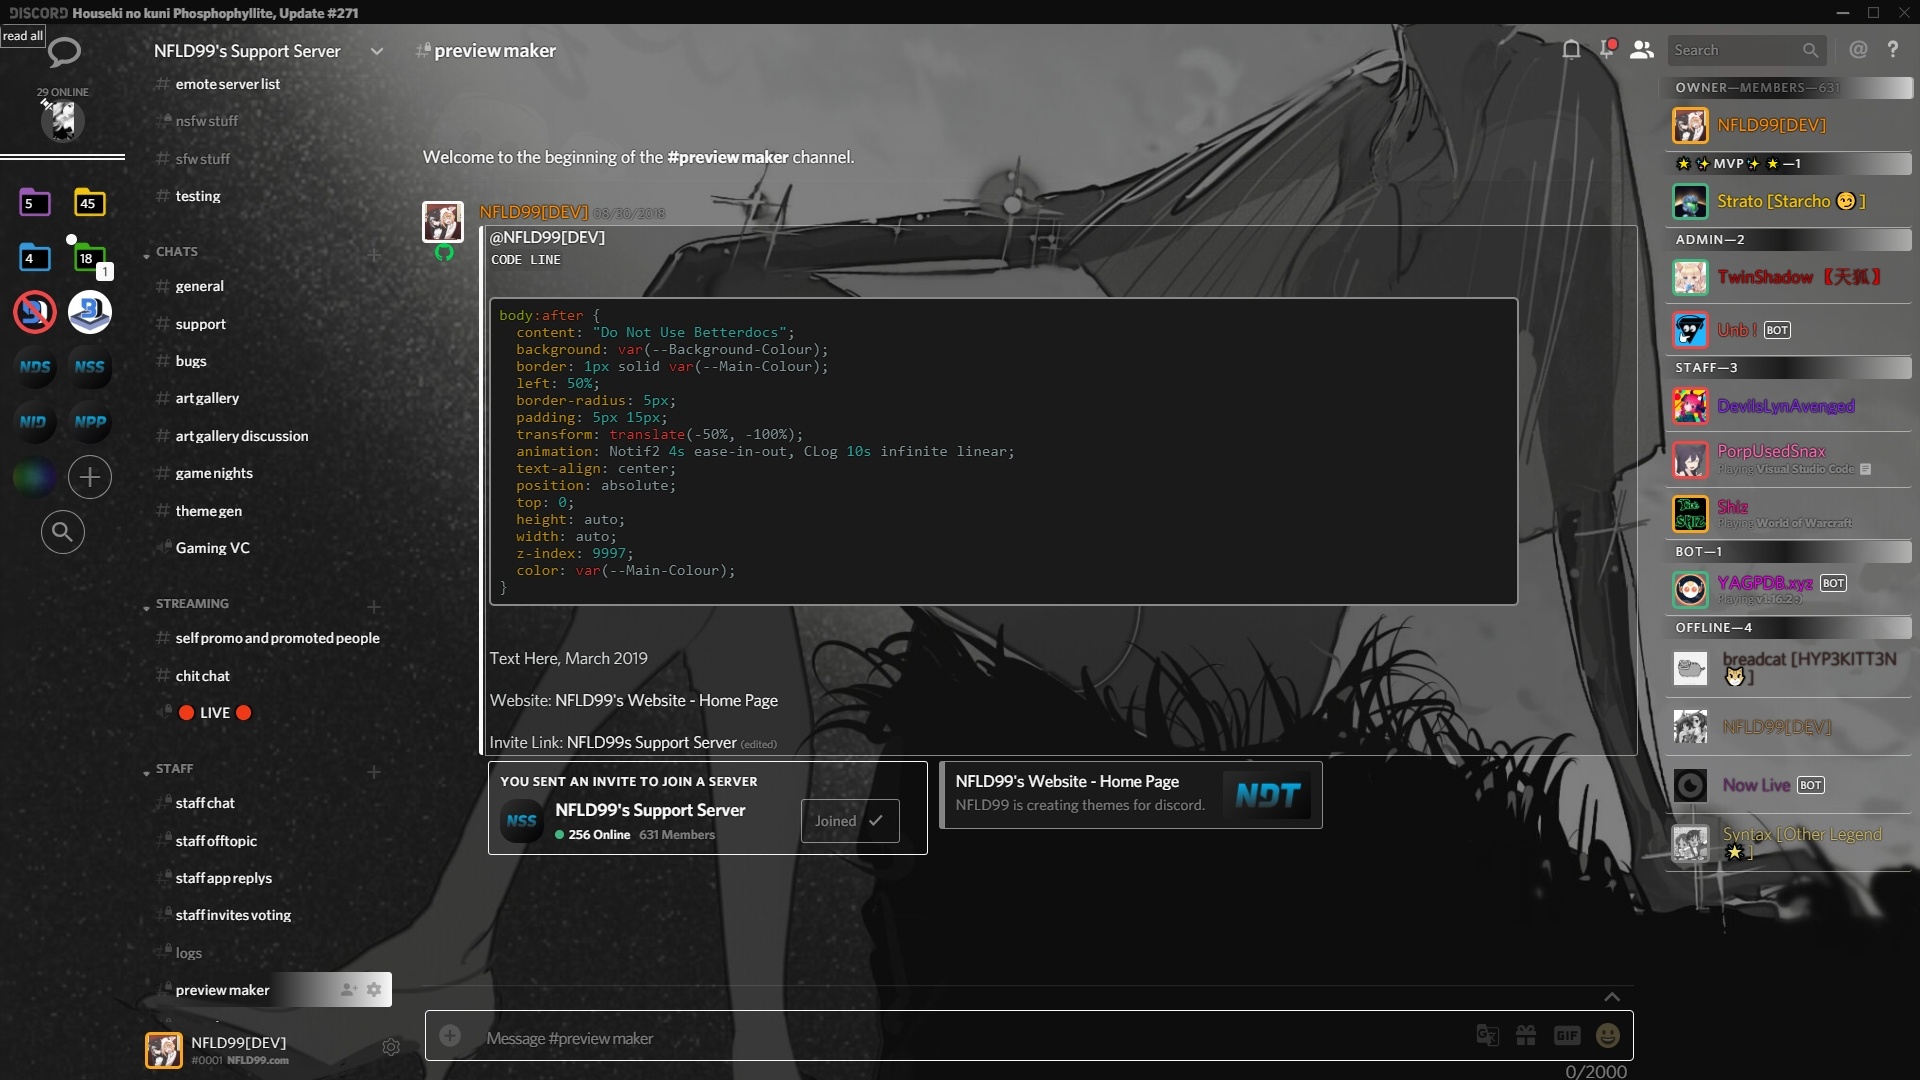 DISCORD Houseki no kuni Phosphophyllite, Update #271
read all
29 ONLINE
5
45
4
18
1
NDS
NSS
NID
NPP
NFLD99's Support Server
emote server list
nsfw stuff
sfw stuff
testing
CHATS
general
support
bugs
art gallery
art gallery discussion
game nights
theme gen
Gaming VC
STREAMING
self promo and promoted people
chit chat
🔴 LIVE 🔴
STAFF
staff chat
staff offtopic
staff app replys
staff invites voting
logs
preview maker
NFLD99[DEV]
#0001 NFLD99.com
# preview maker
Search
@ ?
Welcome to the beginning of the #preview maker channel.
NFLD99[DEV] 08/30/2018
@NFLD99[DEV]
CODE LINE
body:after {
content: "Do Not Use Betterdocs";
background: var(--Background-Colour);
border: 1px solid var(--Main-Colour);
left: 50%;
border-radius: 5px;
padding: 5px 15px;
transform: translate(-50%, -100%);
animation: Notif2 4s ease-in-out, CLog 10s infinite linear;
text-align: center;
position: absolute;
top: 0;
height: auto;
width: auto;
z-index: 9997;
color: var(--Main-Colour);
}
Text Here, March 2019
Website: NFLD99's Website - Home Page
Invite Link: NFLD99s Support Server (edited)
YOU SENT AN INVITE TO JOIN A SERVER
NSS
NFLD99's Support Server
256 Online 631 Members
Joined
NFLD99's Website - Home Page
NFLD99 is creating themes for discord.
NDT
Message #preview maker
GIF
0/2000
OWNER—MEMBERS—631
NFLD99[DEV]
🌟✨MVP✨🌟—1
Strato [Starcho 😏]
ADMIN—2
TwinShadow 【天狐】
Unb! BOT
STAFF—3
DevilsLynAvenged
PorpUsedSnax
Playing Visual Studio Code
Shiz
Playing World of Warcraft
BOT—1
YAGPDB.xyz BOT
Playing v1.16.2 ;)
OFFLINE—4
breadcat [HYP3KITT3N
🐱]
NFLD99[DEV]
Now Live BOT
Syntax [Other Legend
🌟]